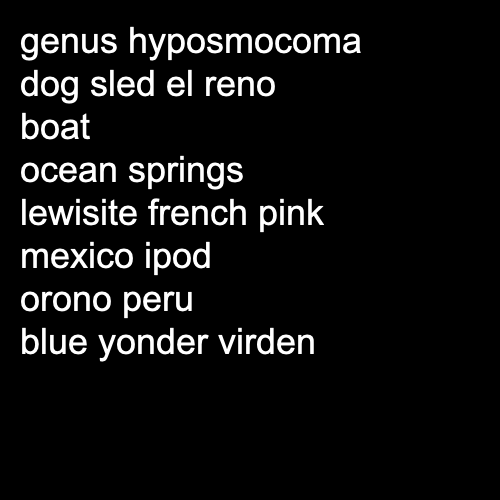 genus hyposmocoma
dog sled el reno
boat
ocean springs
lewisite french pink
mexico ipod
orono peru
blue yonder virden